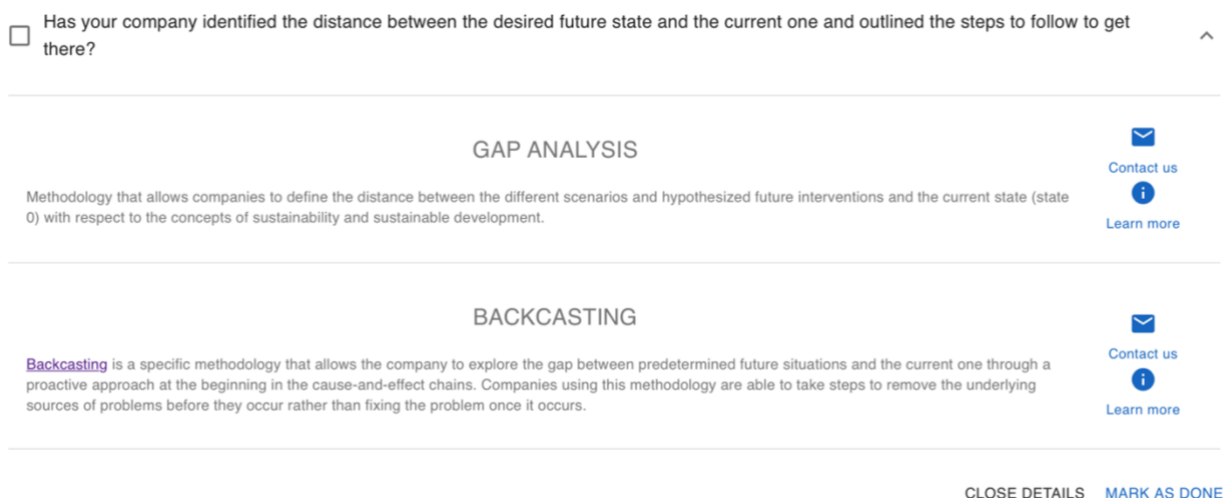 Has your company identified the distance between the desired future state and the current one and outlined the steps to follow to get
there?
GAP ANALYSIS
Methodology that allows companies to define the distance between the different scenarios and hypothesized future interventions and the current state (state
0) with respect to the concepts of sustainability and sustainable development.
Contact us
Learn more
BACKCASTING
Backcasting is a specific methodology that allows the company to explore the gap between predetermined future situations and the current one through a
proactive approach at the beginning in the cause-and-effect chains. Companies using this methodology are able to take steps to remove the underlying
sources of problems before they occur rather than fixing the problem once it occurs.
Contact us
Learn more
CLOSE DETAILS MARK AS DONE